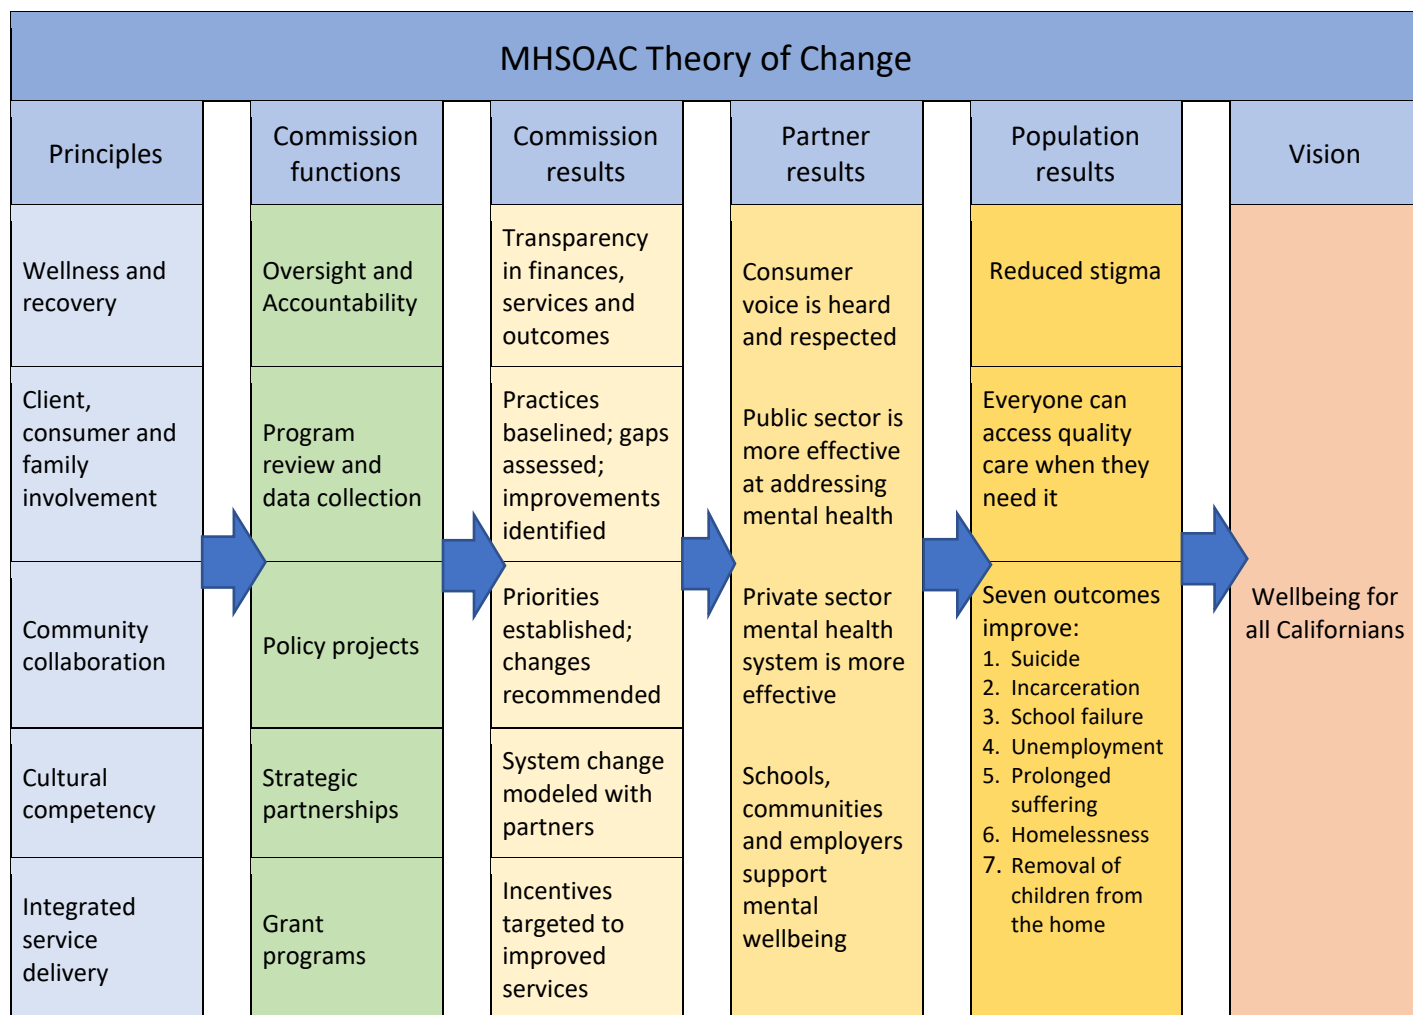 MHSOAC Theory of Change
Principles
Wellness and
recovery
Client,
consumer and
family
involvement
Community
collaboration
Cultural
competency
Integrated
service
delivery
Commission
functions
Oversight and
Accountability
Program
review and
data collection
Policy projects
Strategic
partnerships
Grant
programs
Commission
results
Transparency
in finances,
services and
outcomes
Practices
baselined; gaps
assessed;
improvements
identified
Priorities
established;
changes
recommended
System change
modeled with
partners
Incentives
targeted to
improved
services
Partner
results
Consumer
voice is heard
and respected
Public sector is
more effective
at addressing
mental health
Private sector
mental health
system is more
effective
Schools,
communities
and employers
support
mental
wellbeing
Population
results
Reduced stigma
Everyone can
access quality
care when they
need it
Seven outcomes
improve:
1. Suicide
2. Incarceration
3. School failure
4. Unemployment
5. Prolonged
suffering
6. Homelessness
7. Removal of
children from
the home
Vision
Wellbeing for
all Californians